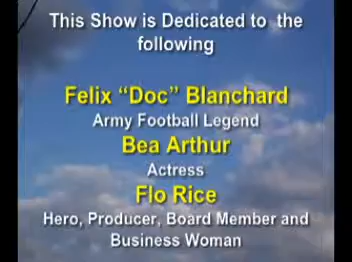 This Show is Dedicated to the
following
Felix “Doc” Blanchard
Army Football Legend
Bea Arthur
Actress
Flo Rice
Hero, Producer, Board Member and
Business Woman